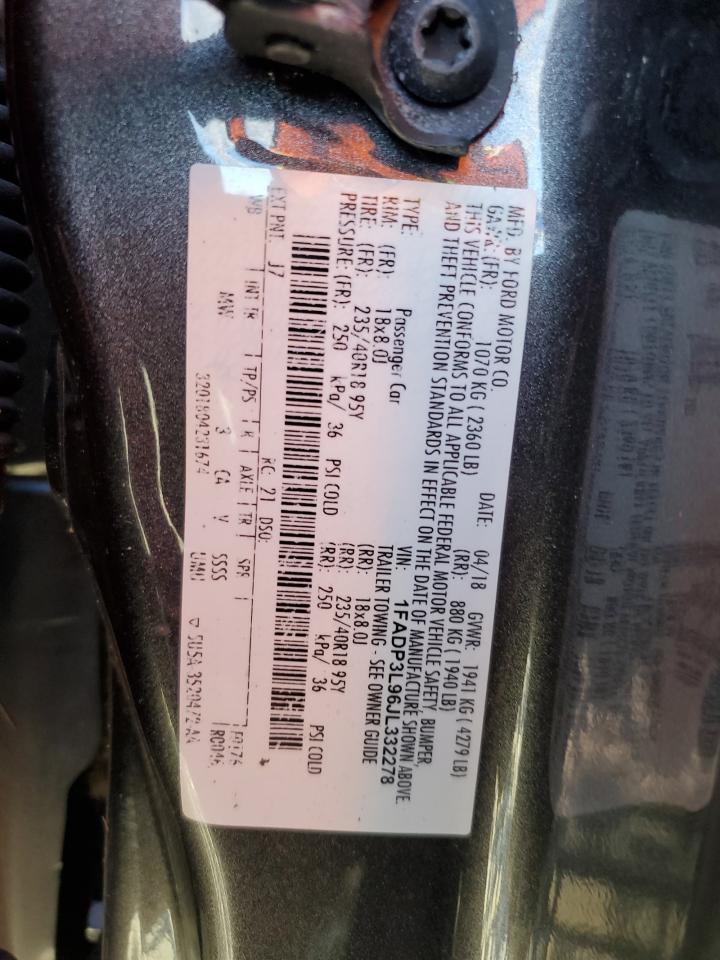 MFD. BY FORD MOTOR CO.
DATE: 04/18 GVWR: 1941 KG ( 4279 LB)
(FR): 1070 KG ( 2360 LB) (RR): 880 KG ( 1940 LB)
THIS VEHICLE CONFORMS TO ALL APPLICABLE FEDERAL MOTOR VEHICLE SAFETY, BUMPER,
AND THEFT PREVENTION STANDARDS IN EFFECT ON THE DATE OF MANUFACTURE SHOWN ABOVE.
VIN: 1FADP3L96JL332278
TYPE: Passenger Car TRAILER TOWING - SEE OWNER GUIDE
RIM: (FR): 18x8.0J (RR): 18x8.0J
TIRE: (FR): 235/40R18 95Y (RR): 235/40R18 95Y
PRESSURE: (FR): 250 kPa/ 36 PSI COLD (RR): 250 kPa/ 36 PSI COLD
EXT PNT: J7 RC: 21 DSO:
WB INT TR TP/PS R AXLE TR SPR
MW 3 C4 V SSSS
3201804231674